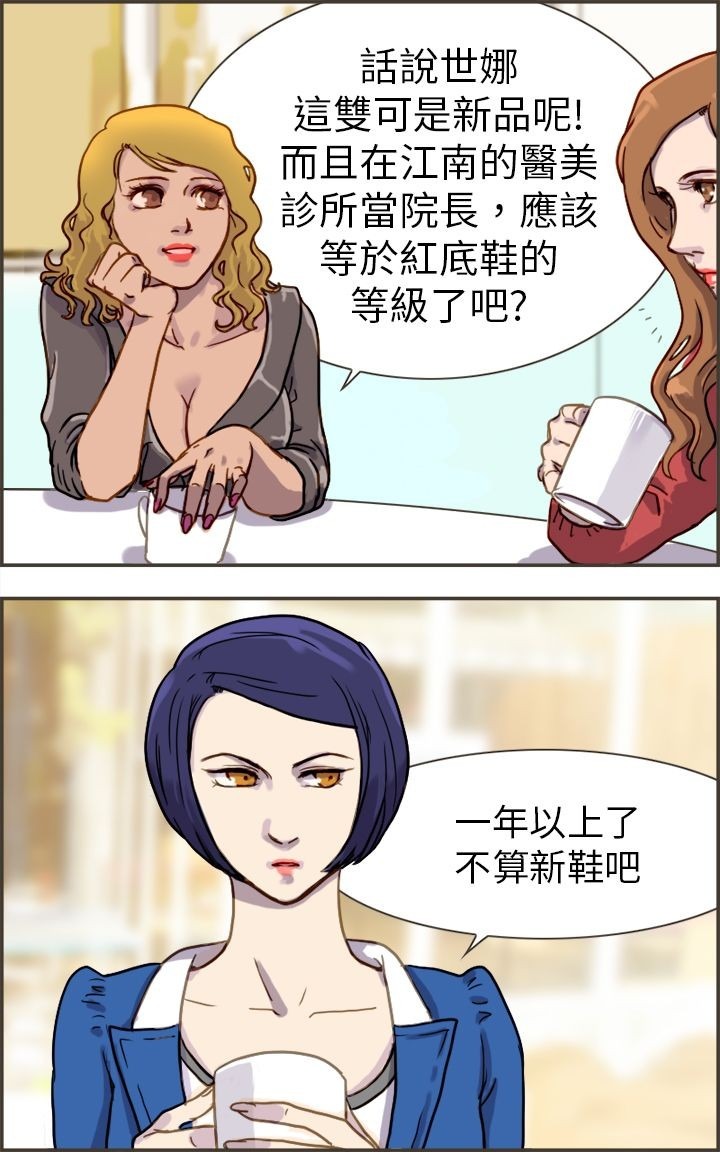 話說世娜
這雙可是新品呢!
而且在江南的醫美
診所當院長，應該
等於紅底鞋的
等級了吧?
一年以上了
不算新鞋吧